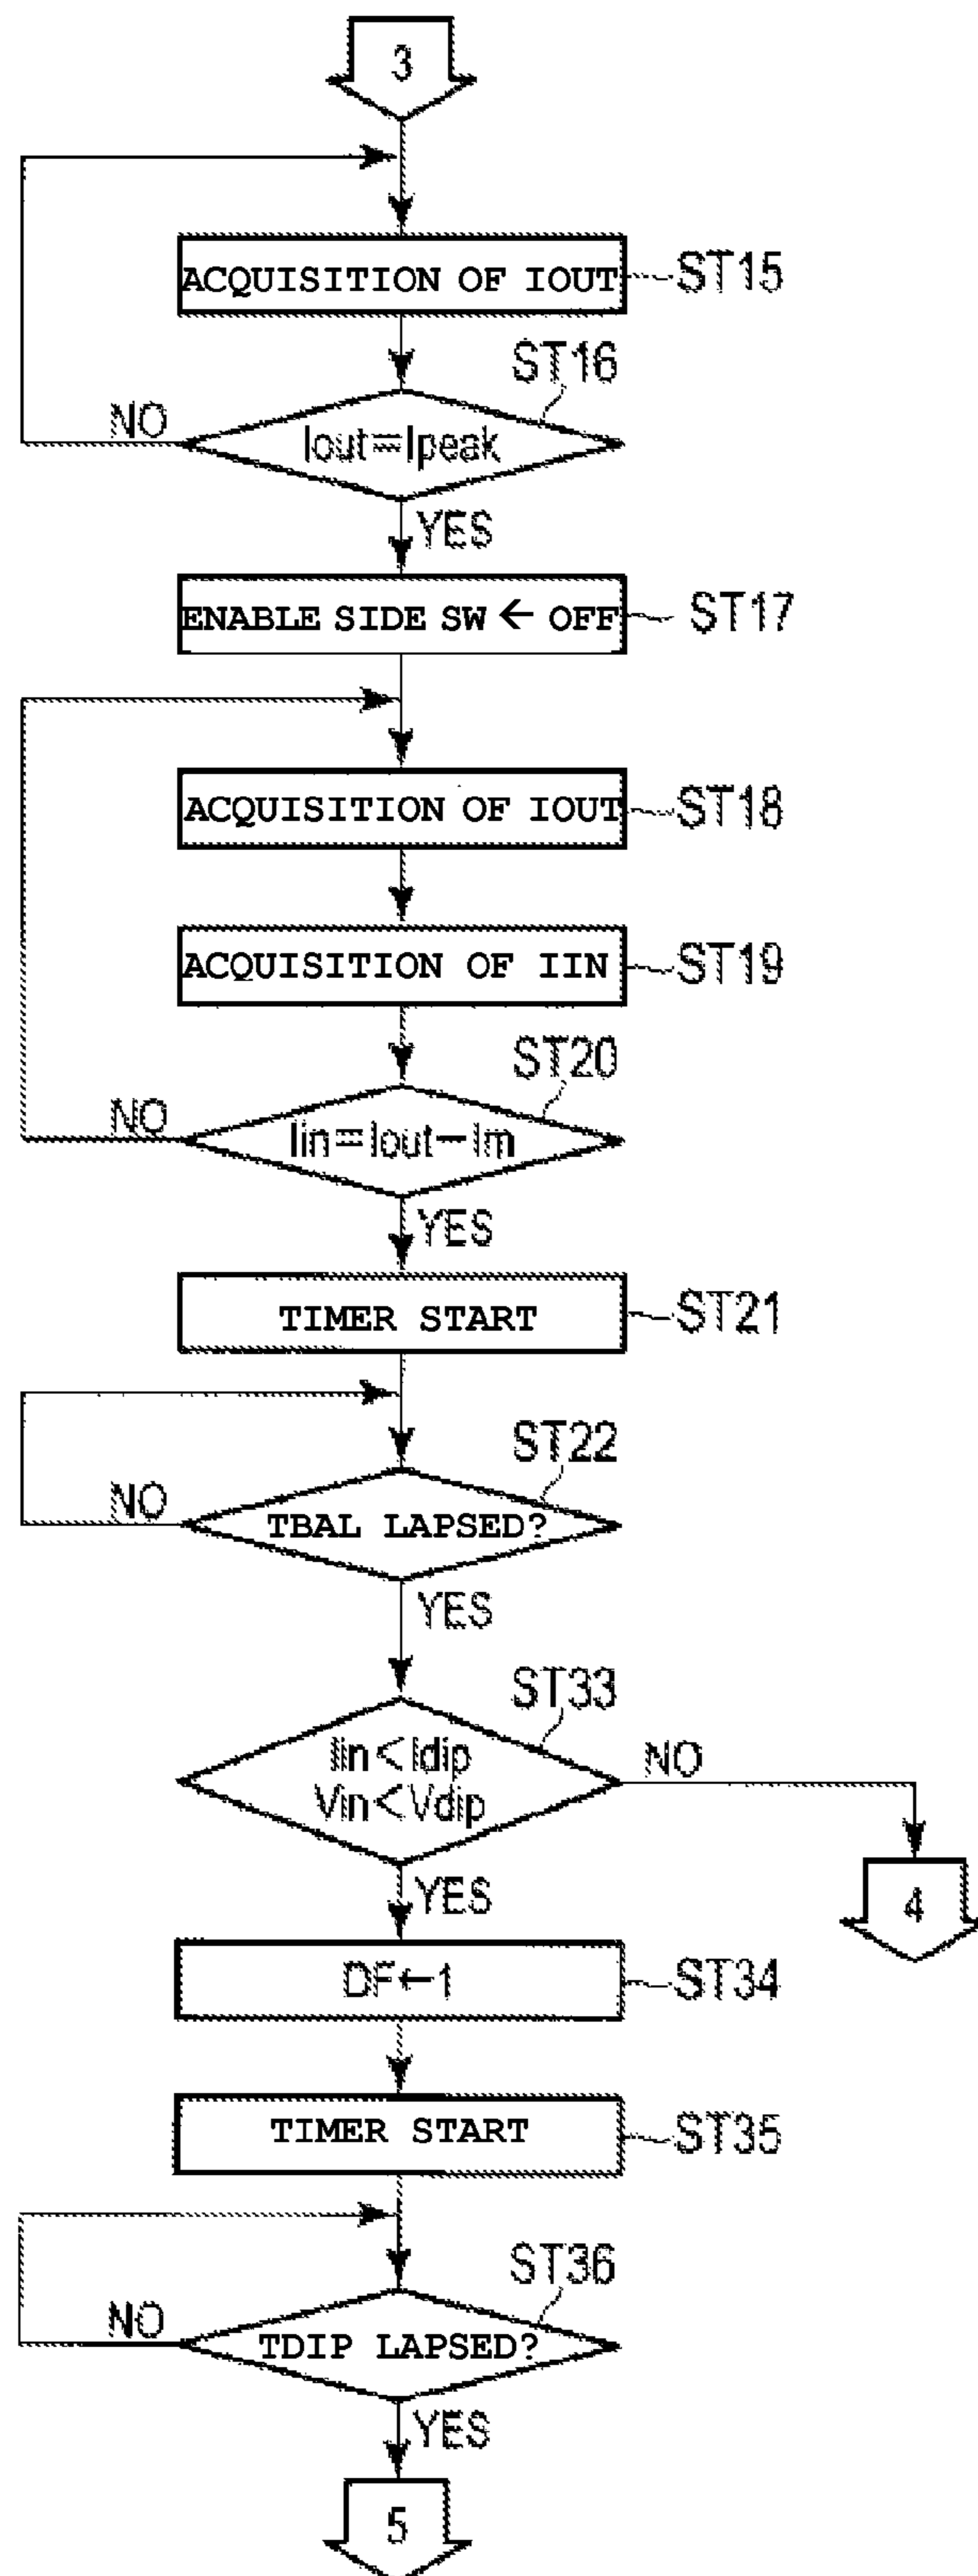 3
ACQUISITION OF IOUT
ST15
ST16
NO
Iout=Ipeak
YES
ENABLE SIDE SW ← OFF
ST17
ACQUISITION OF IOUT
ST18
ACQUISITION OF IIN
ST19
ST20
NO
Iin=Iout-Im
YES
TIMER START
ST21
ST22
NO
TBAL LAPSED?
YES
ST33
Iin<Idip
Vin<Vdip
NO
YES
4
DF←1
ST34
TIMER START
ST35
ST36
NO
TDIP LAPSED?
YES
5